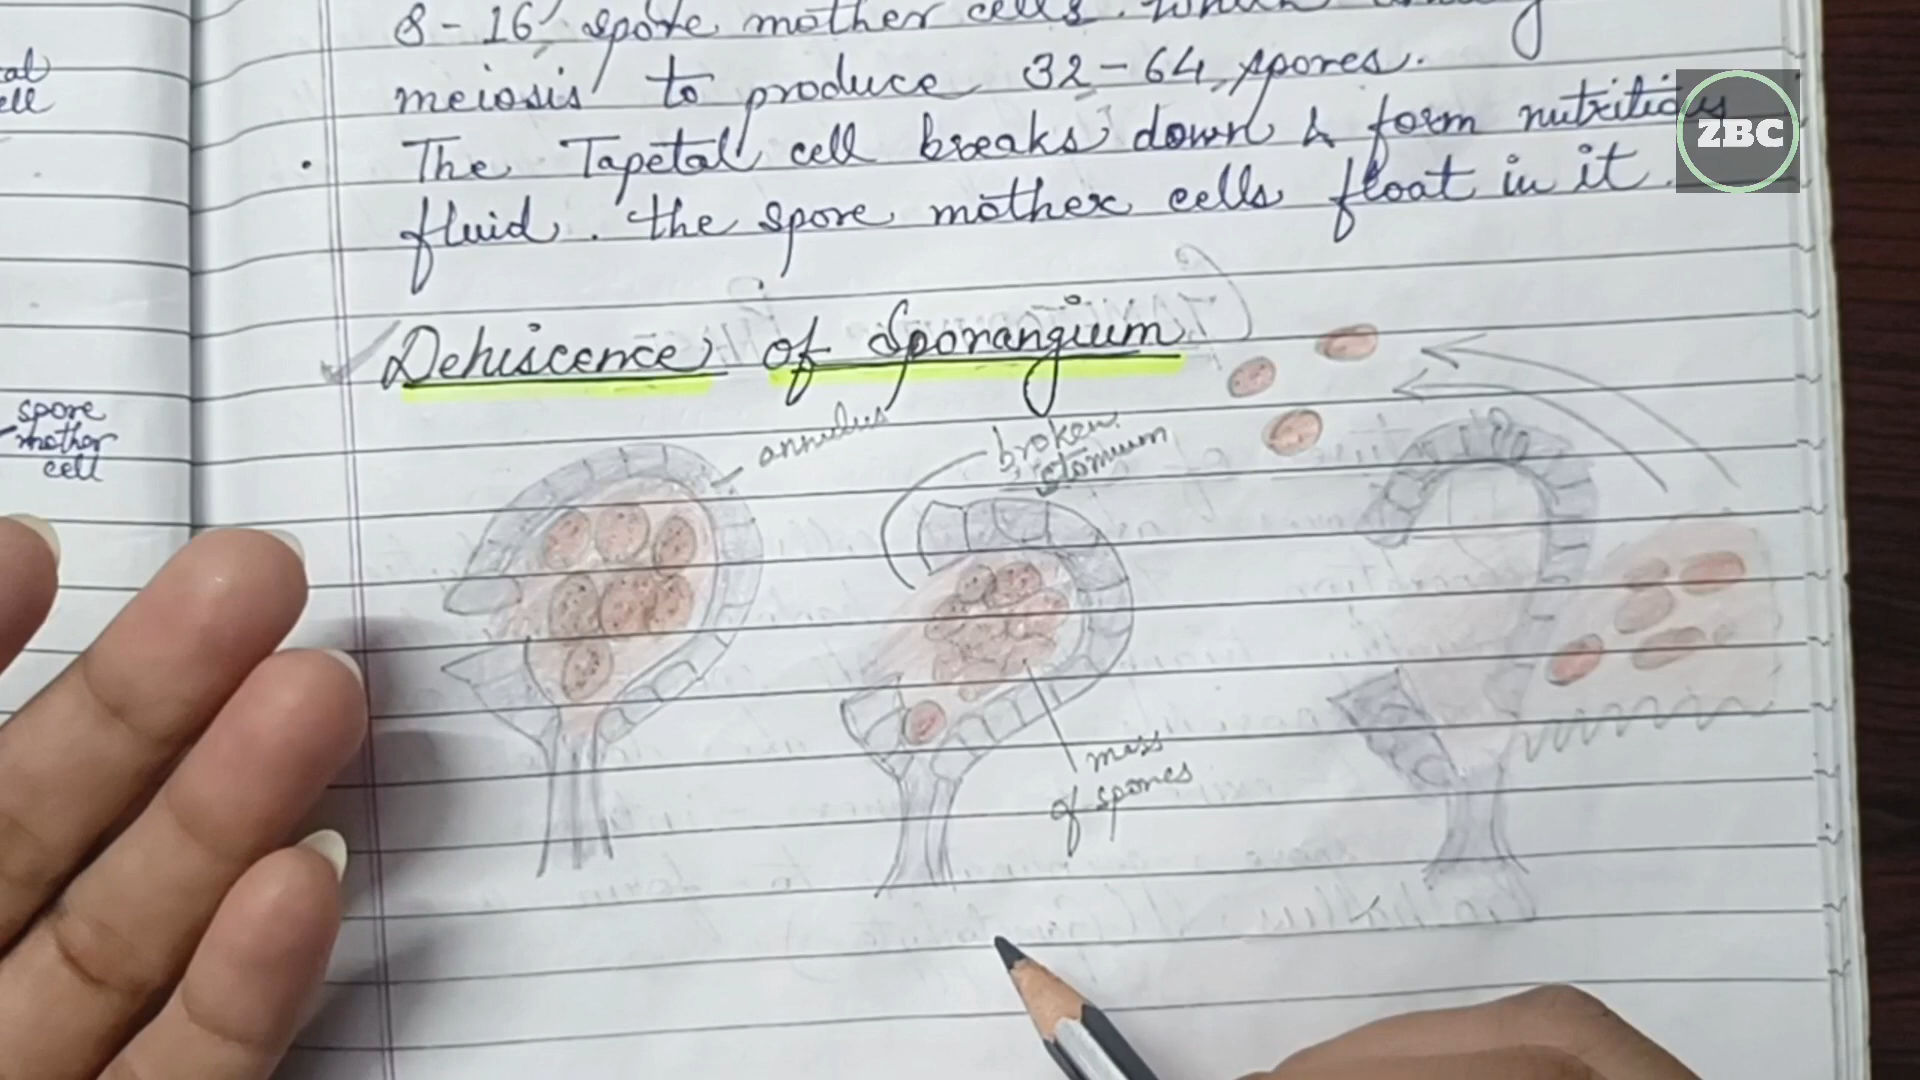 8-16 spore mother cells. which
meiosis to produce 32-64 spores.
. The Tapetal cell breaks down & form nutritious
fluid. the spore mother cells float in it.
ZBC
Dehiscence of Sporangium
annulus
broken
stomium
mass
of spores
ell
spore
mother
cell